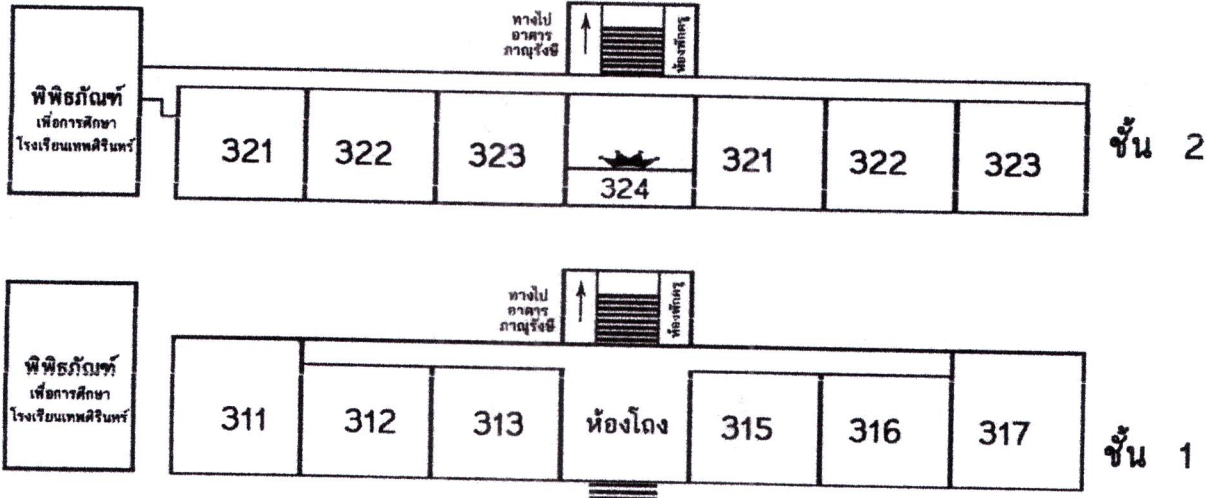 ทางไป
อาคาร
ภาณุรังษี
ห้องพักครู
พิพิธภัณฑ์
เพื่อการศึกษา
โรงเรียนเทพศิรินทร์
321 322 323 324 321 322 323
ชั้น 2
ทางไป
อาคาร
ภาณุรังษี
ห้องพักครู
พิพิธภัณฑ์
เพื่อการศึกษา
โรงเรียนเทพศิรินทร์
311 312 313 ห้องโถง 315 316 317
ชั้น 1